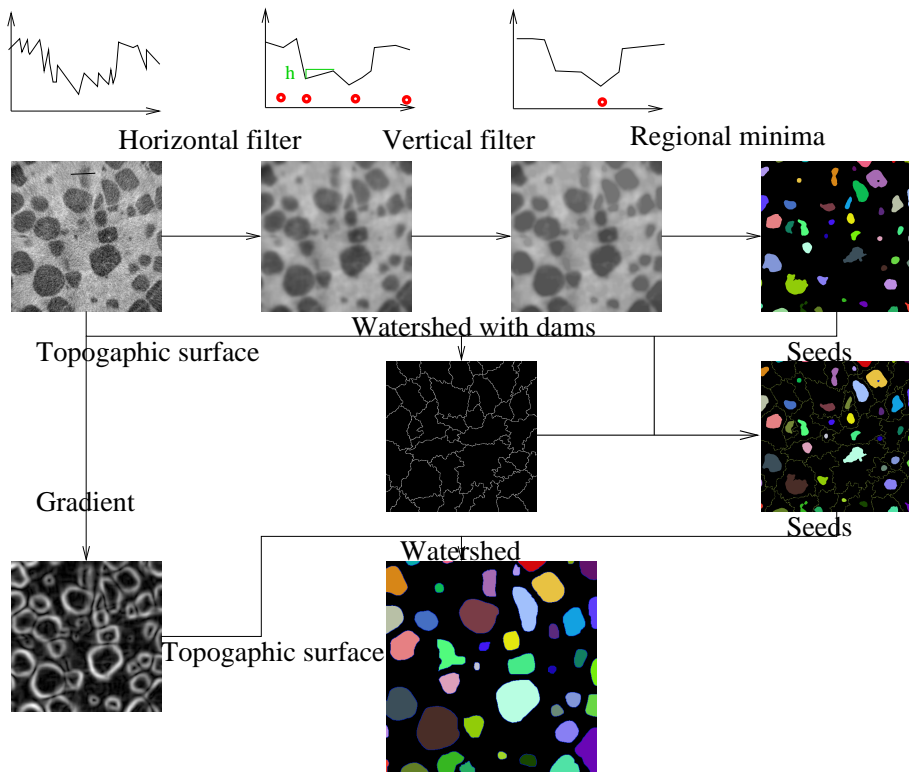 h
Horizontal filter
Vertical filter
Regional minima
Watershed with dams
Topogaphic surface
Seeds
Gradient
Seeds
Watershed
Topogaphic surface